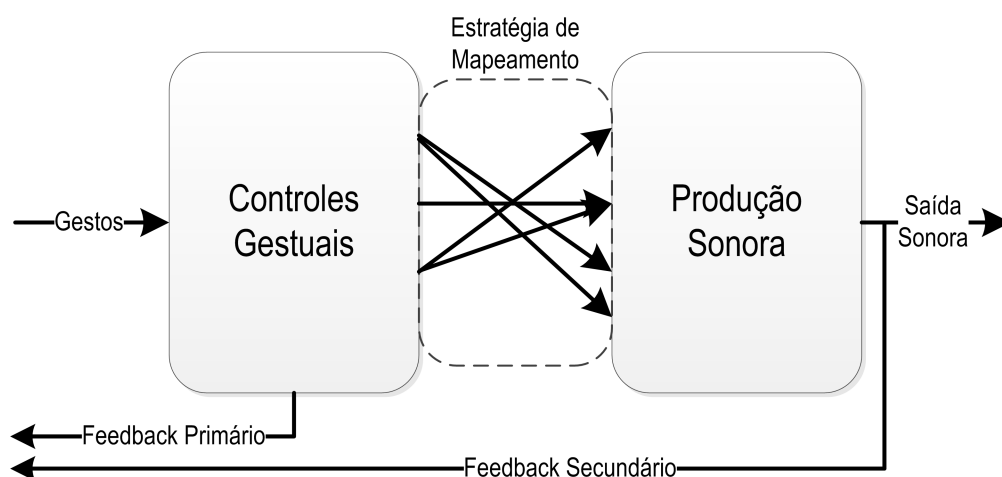 Estratégia de
Mapeamento
Gestos
Controles
Gestuais
Produção
Sonora
Saída
Sonora
Feedback Primário
Feedback Secundário